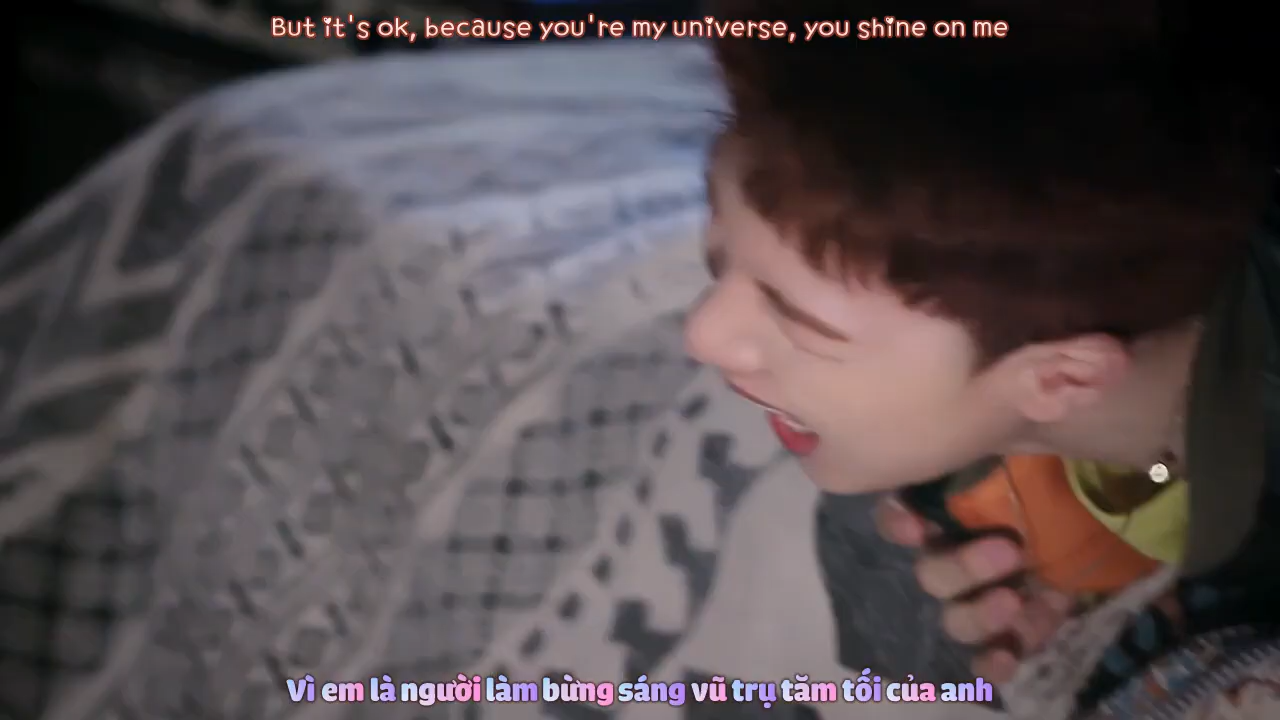 But it's ok, because you're my universe, you shine on me
Vì em là người làm bừng sáng vũ trụ tăm tối của anh